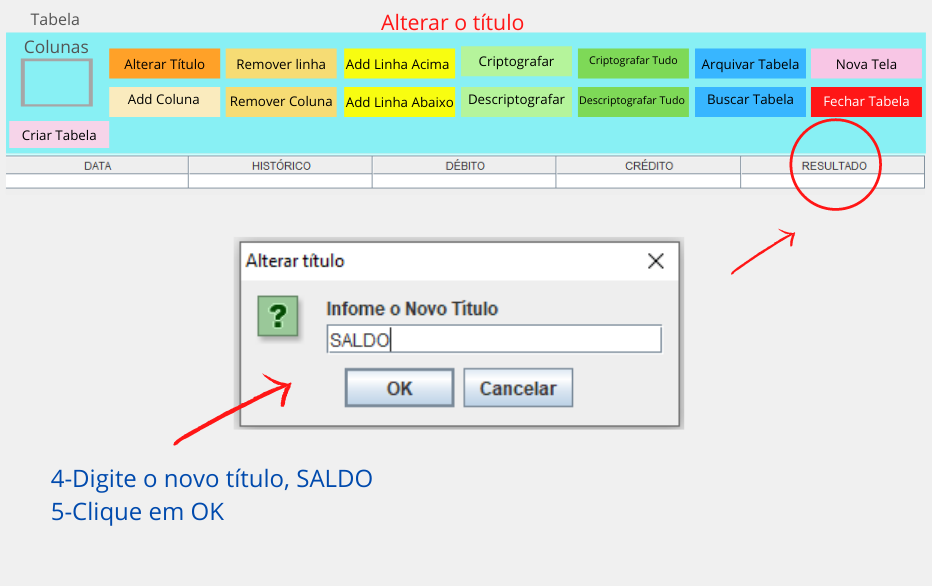 Tabela
Alterar o título
Colunas
Alterar Título
Remover linha
Add Linha Acima
Criptografar
Criptografar Tudo
Arquivar Tabela
Nova Tela
Add Coluna
Remover Coluna
Add Linha Abaixo
Descriptografar
Descriptografar Tudo
Buscar Tabela
Fechar Tabela
Criar Tabela
DATA
HISTÓRICO
DÉBITO
CRÉDITO
RESULTADO
Alterar título
?
Infome o Novo Título
SALDO
OK
Cancelar
4-Digite o novo título, SALDO
5-Clique em OK